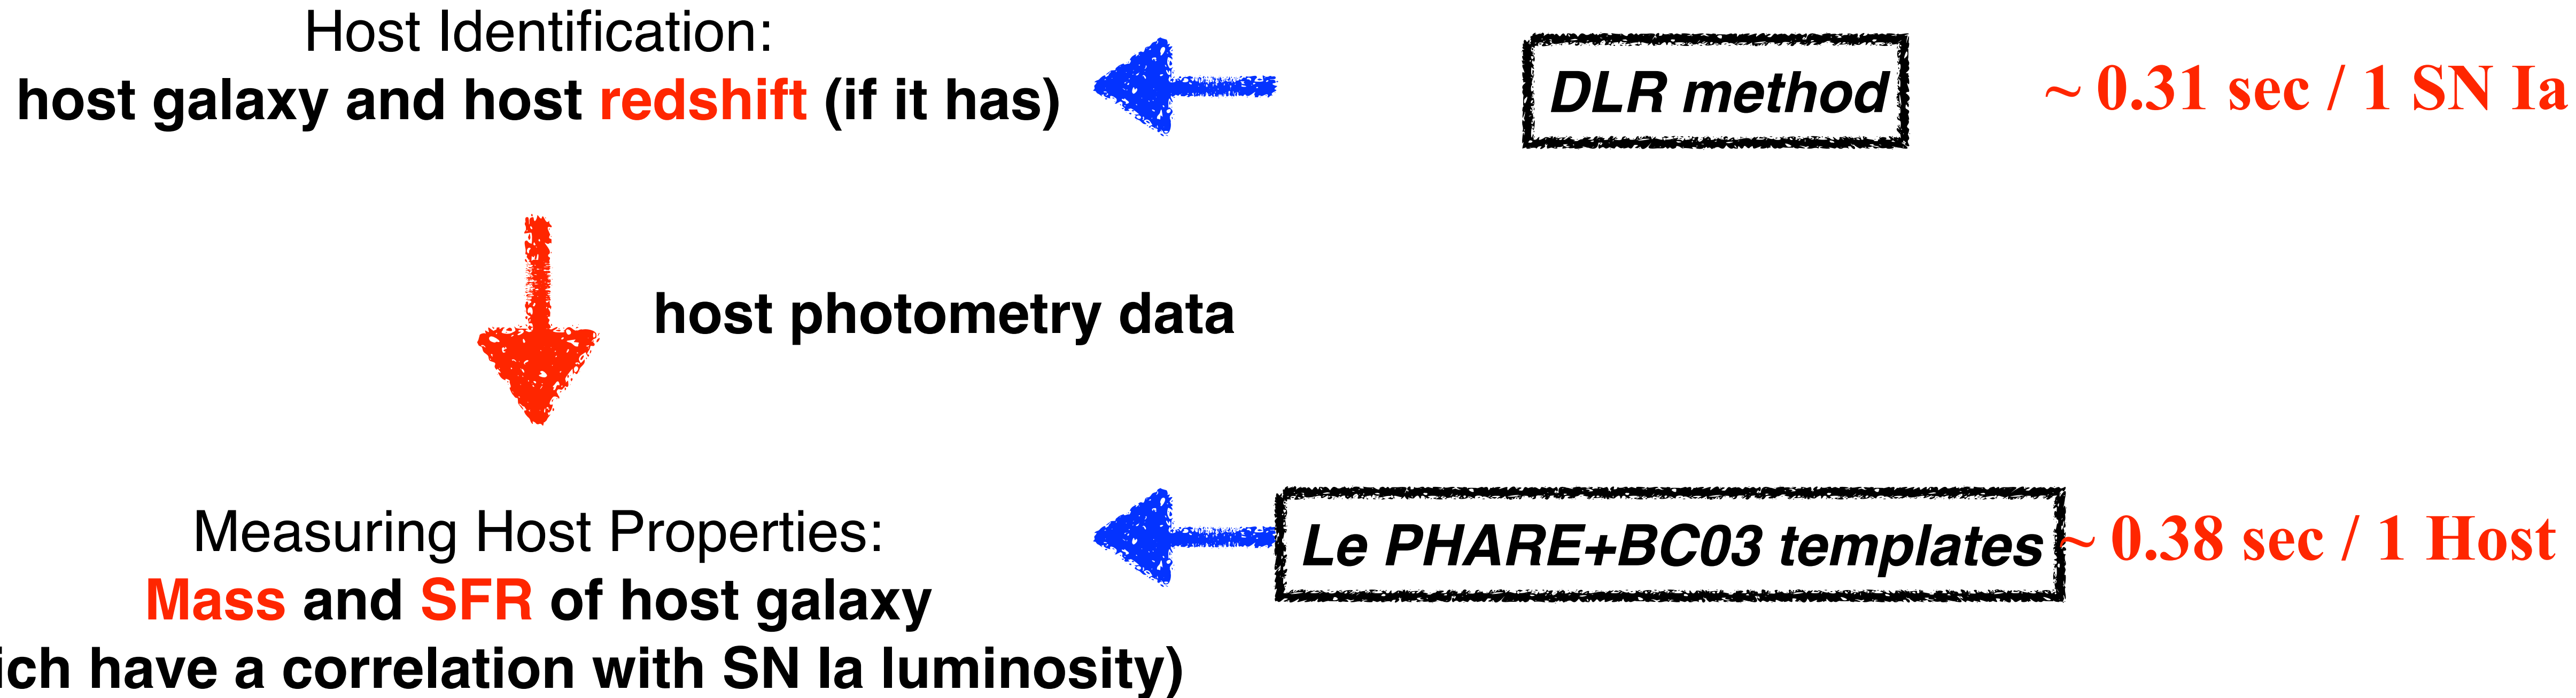 Host Identification:
host galaxy and host redshift (if it has)
DLR method
~ 0.31 sec / 1 SN Ia
host photometry data
Measuring Host Properties:
Mass and SFR of host galaxy
have a correlation with SN Ia luminosity)
Le PHARE+BC03 templates
~ 0.38 sec / 1 Host